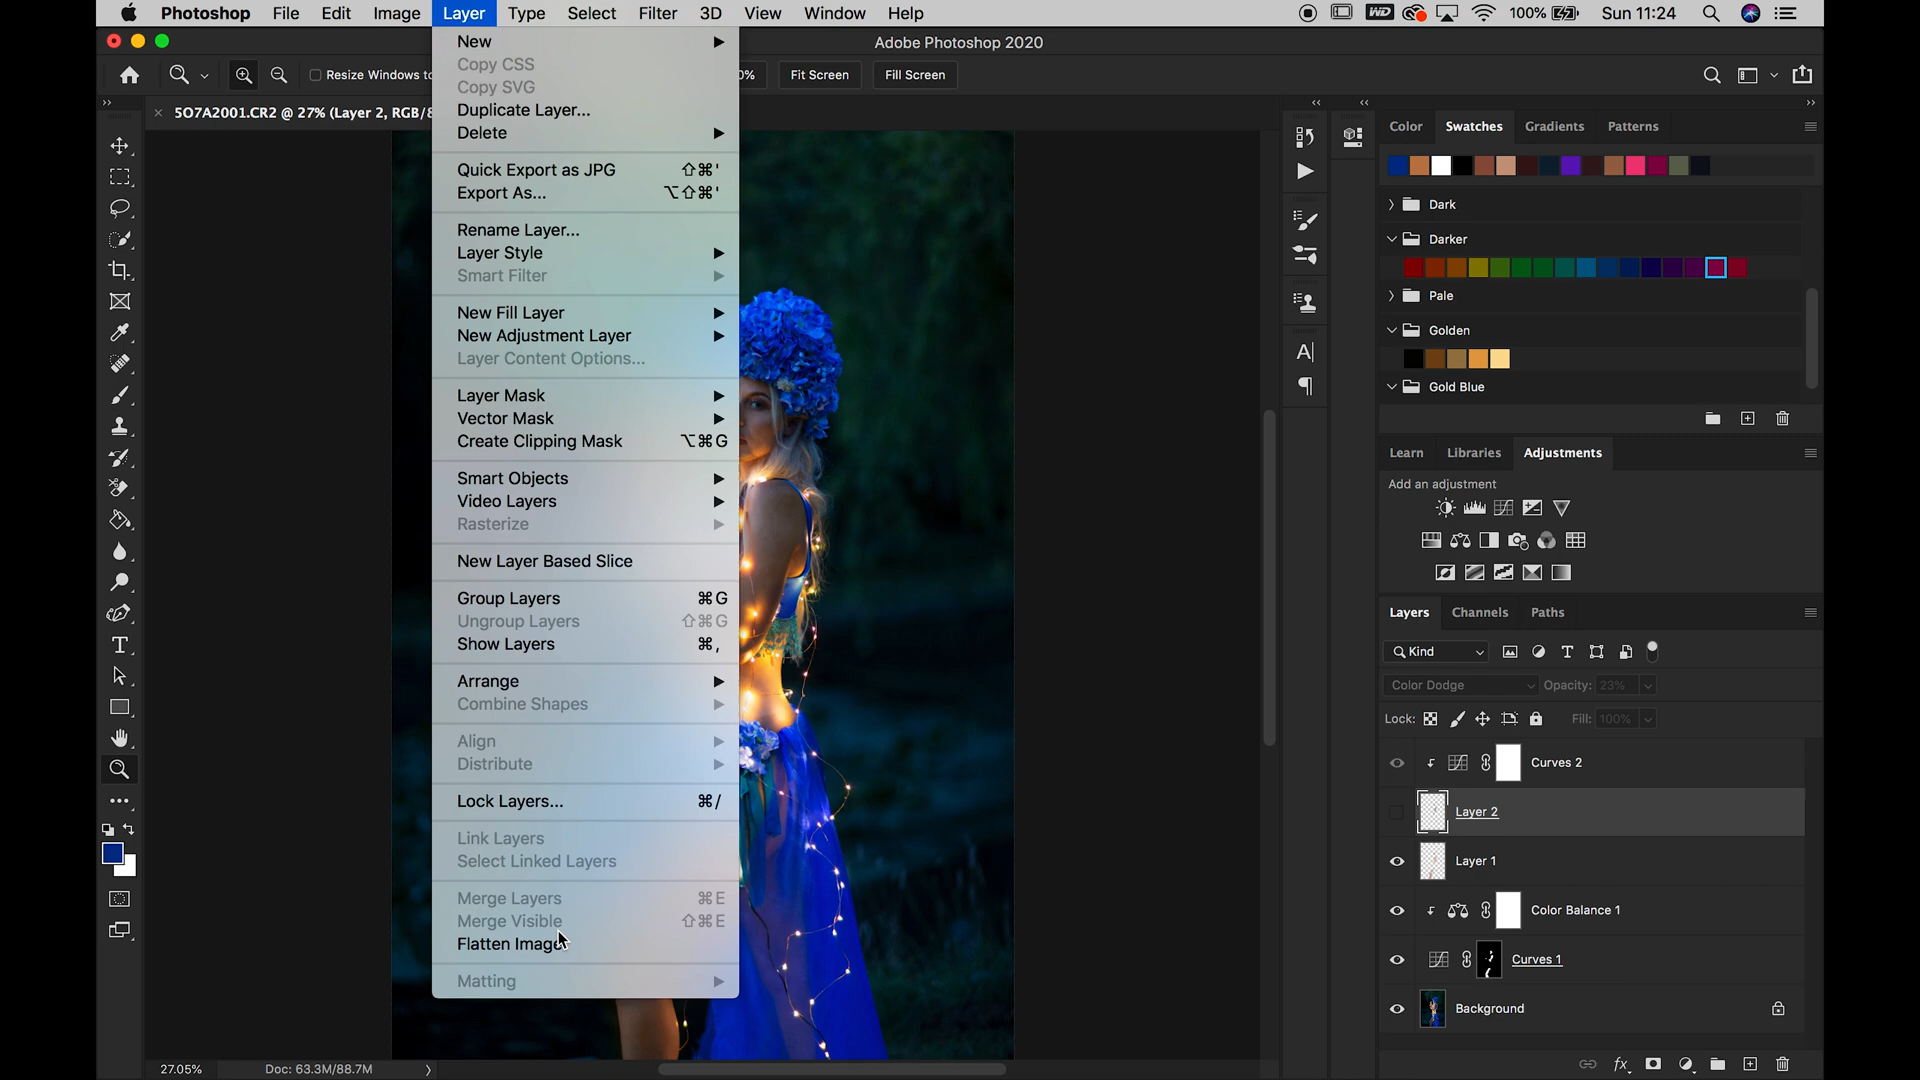 Photoshop File Edit Image Layer Type Select Filter 3D View Window Help WD 100% Sun 11:24
Adobe Photoshop 2020
Resize Windows to 0% Fit Screen Fill Screen
5O7A2001.CR2 @ 27% (Layer 2, RGB/8
New
Copy CSS
Copy SVG
Duplicate Layer...
Delete
Quick Export as JPG ⇧⌘'
Export As... ⌥⇧⌘'
Rename Layer...
Layer Style
Smart Filter
New Fill Layer
New Adjustment Layer
Layer Content Options...
Layer Mask
Vector Mask
Create Clipping Mask ⌥⌘G
Smart Objects
Video Layers
Rasterize
New Layer Based Slice
Group Layers ⌘G
Ungroup Layers ⇧⌘G
Show Layers ⌘,
Arrange
Combine Shapes
Align
Distribute
Lock Layers... ⌘/
Link Layers
Select Linked Layers
Merge Layers ⌘E
Merge Visible ⇧⌘E
Flatten Image
Matting
27.05% Doc: 63.3M/88.7M
Color Swatches Gradients Patterns
Dark
Darker
Pale
Golden
Gold Blue
Learn Libraries Adjustments
Add an adjustment
Layers Channels Paths
Kind
Color Dodge Opacity: 23%
Lock: Fill: 100%
Curves 2
Layer 2
Layer 1
Color Balance 1
Curves 1
Background
fx